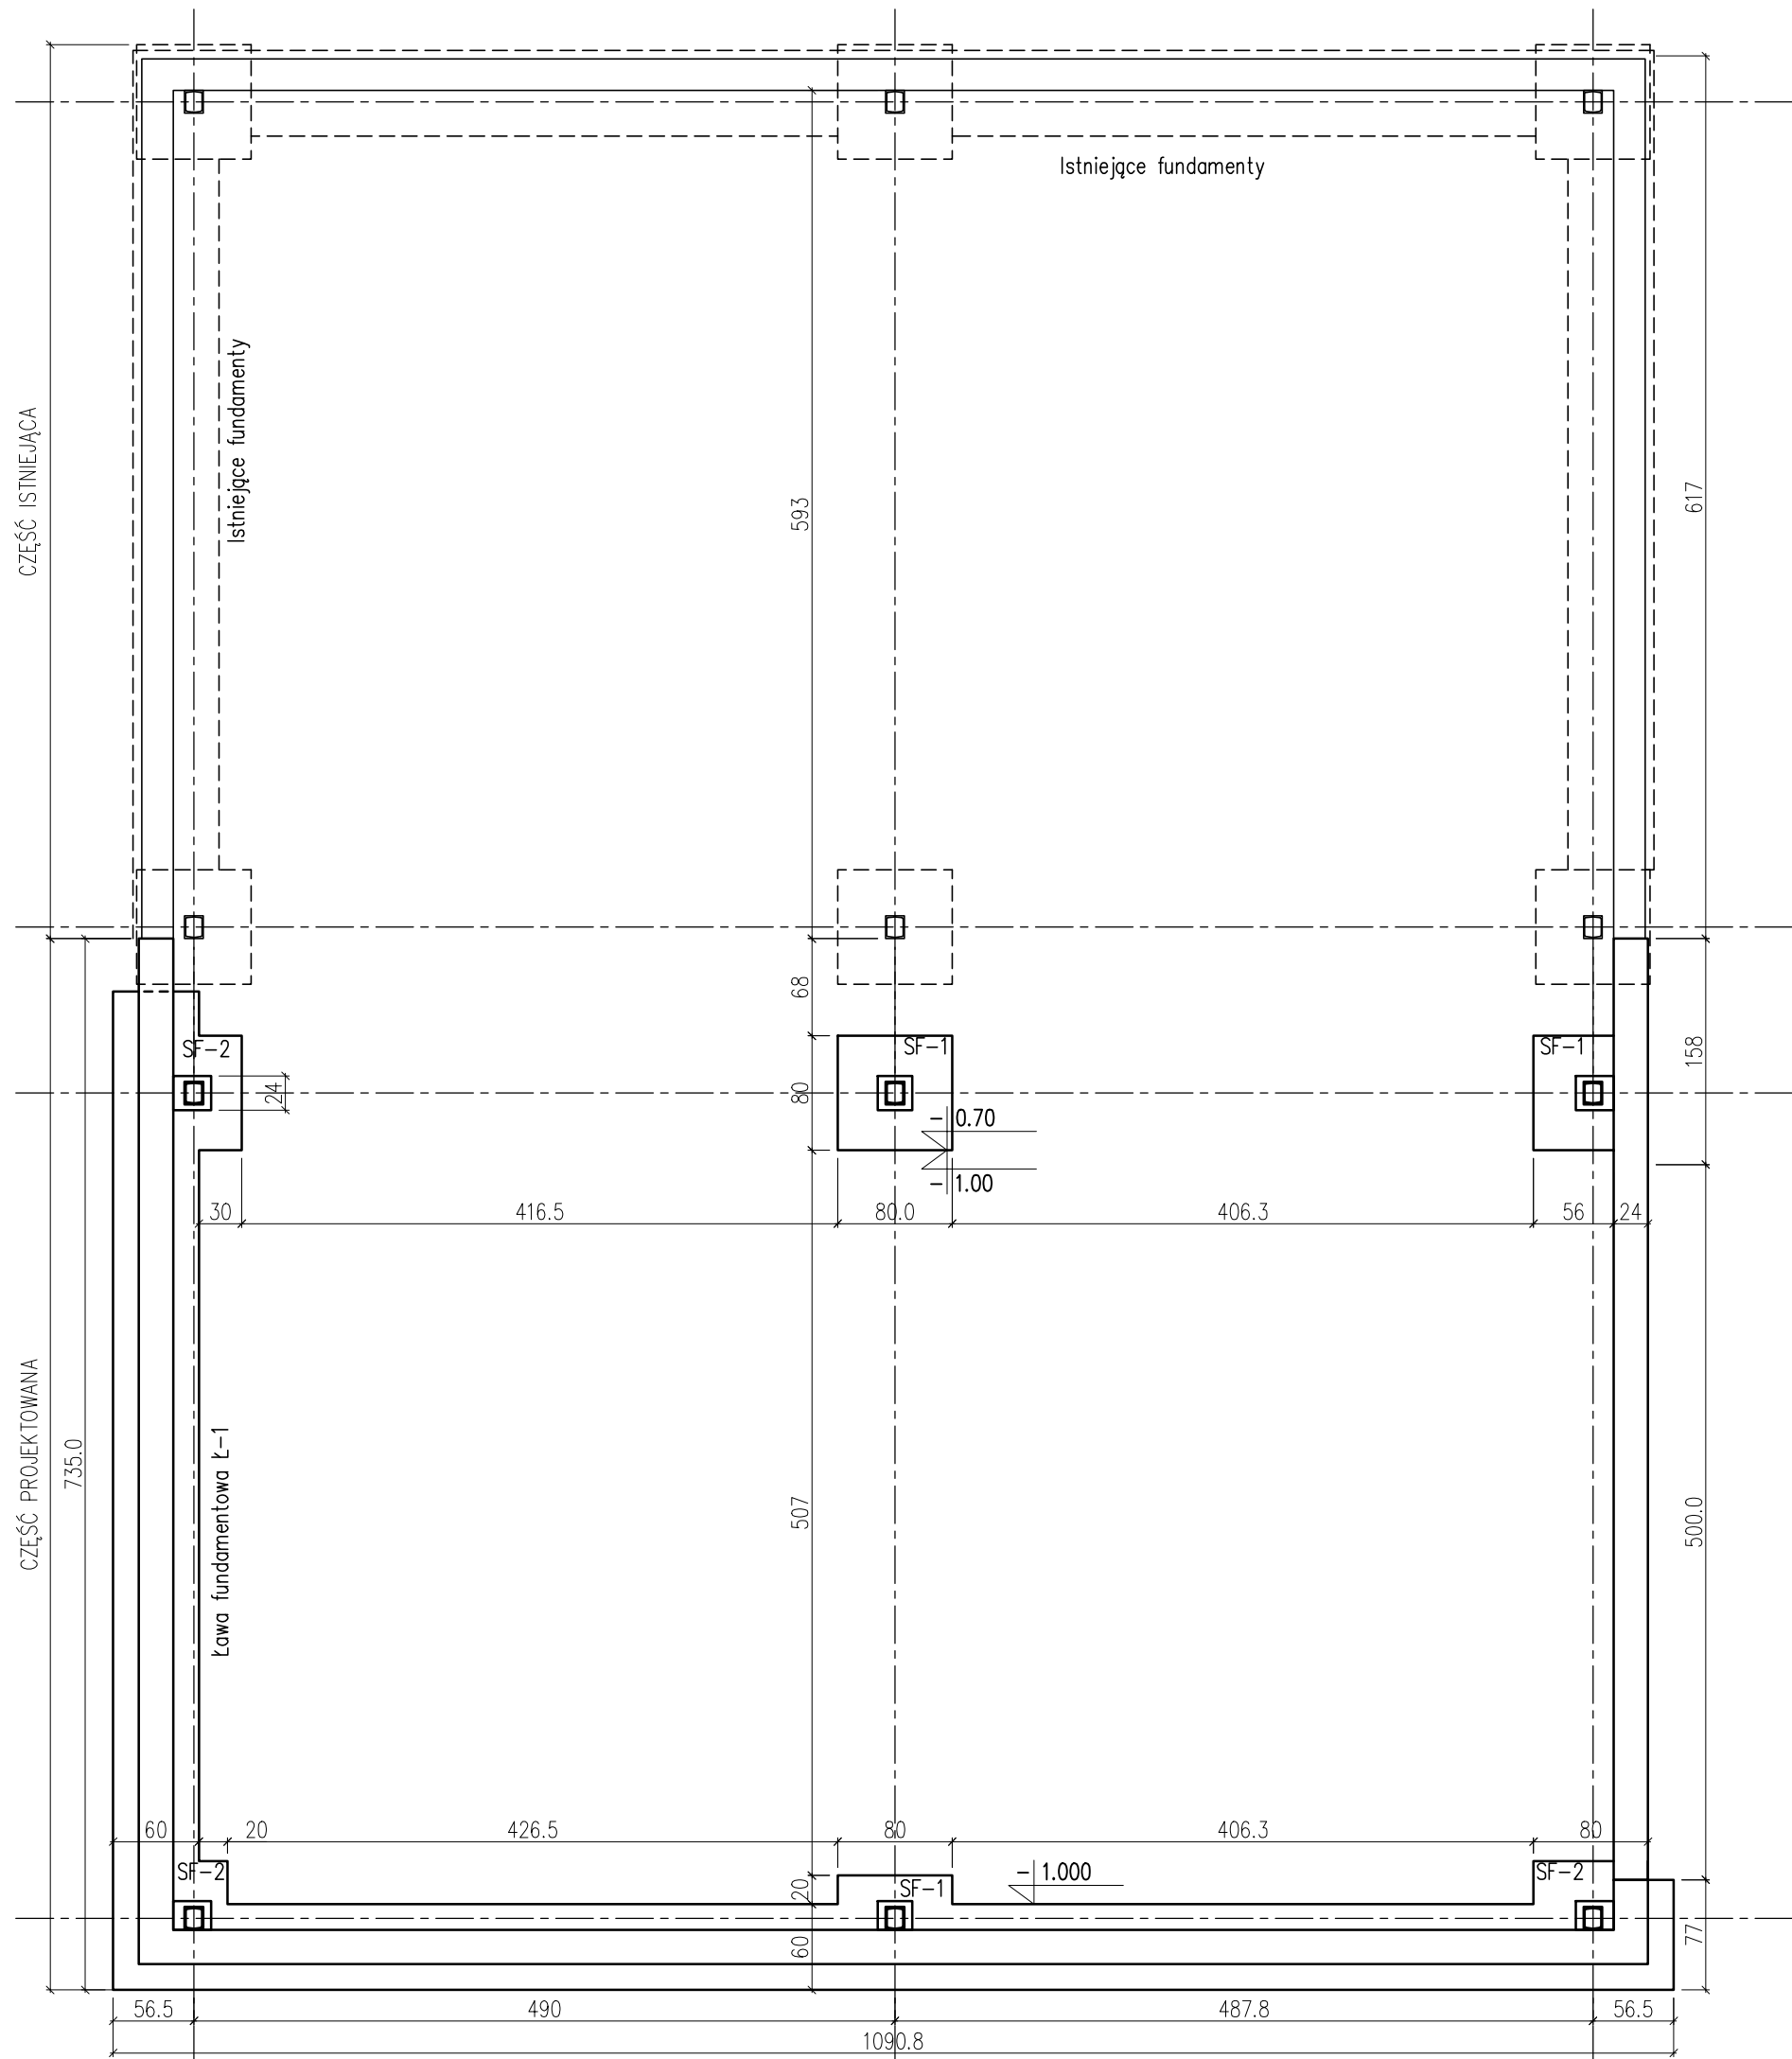 Istniejące fundamenty
Istniejące fundamenty
CZĘŚĆ ISTNIEJĄCA
593
617
68
SF-2
SF-1
SF-1
24
80
158
- 0.70
- 1.00
30
416.5
80.0
406.3
56
24
CZĘŚĆ PROJEKTOWANA
735.0
Ława fundamentowa Ł-1
507
500.0
60
20
426.5
80
406.3
80
SF-2
20
SF-1
- 1.000
SF-2
60
77
56.5
490
487.8
56.5
1090.8